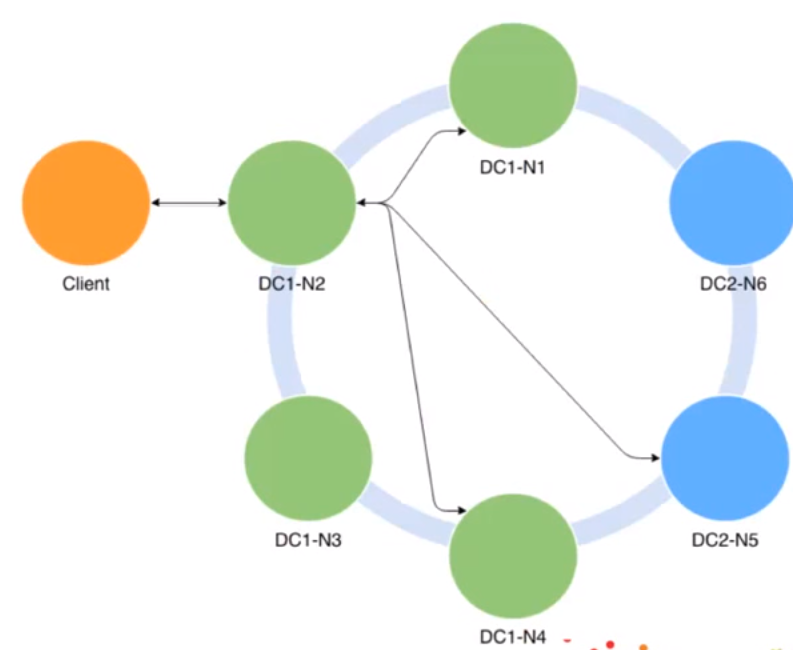 DC1-N1
Client
DC1-N2
DC2-N6
DC1-N3
DC2-N5
DC1-N4